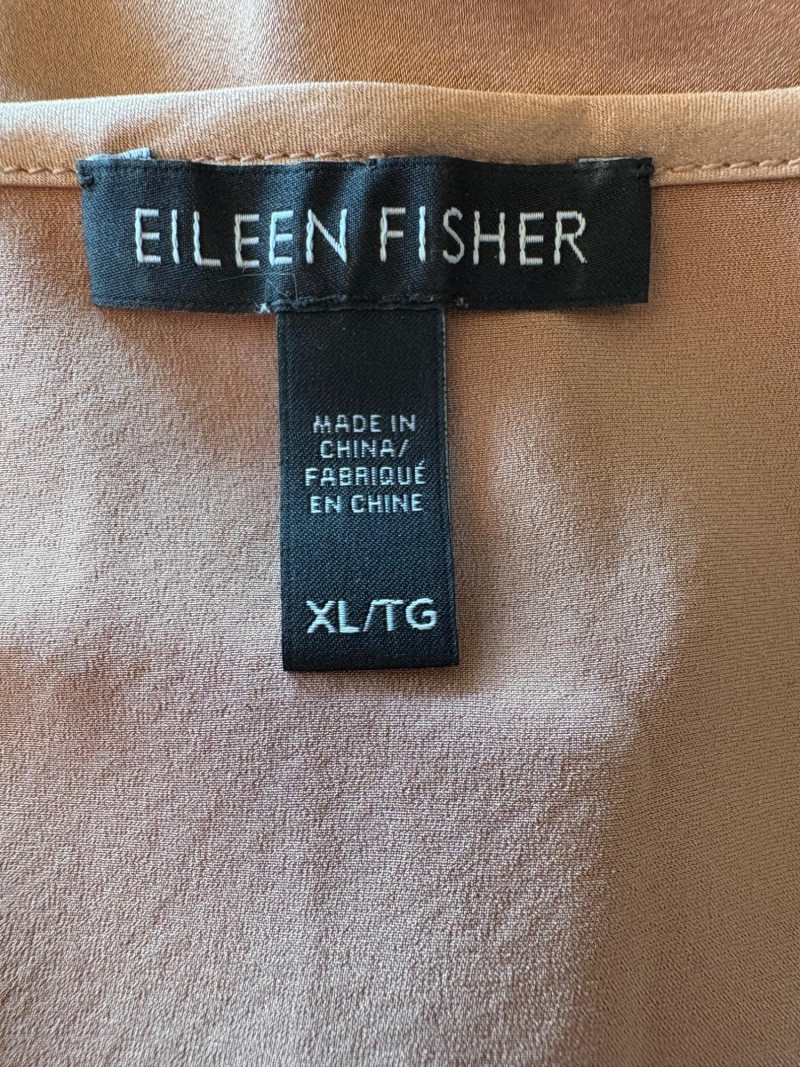 EILEEN FISHER
MADE IN
CHINA/
FABRIQUÉ
EN CHINE
XL/TG